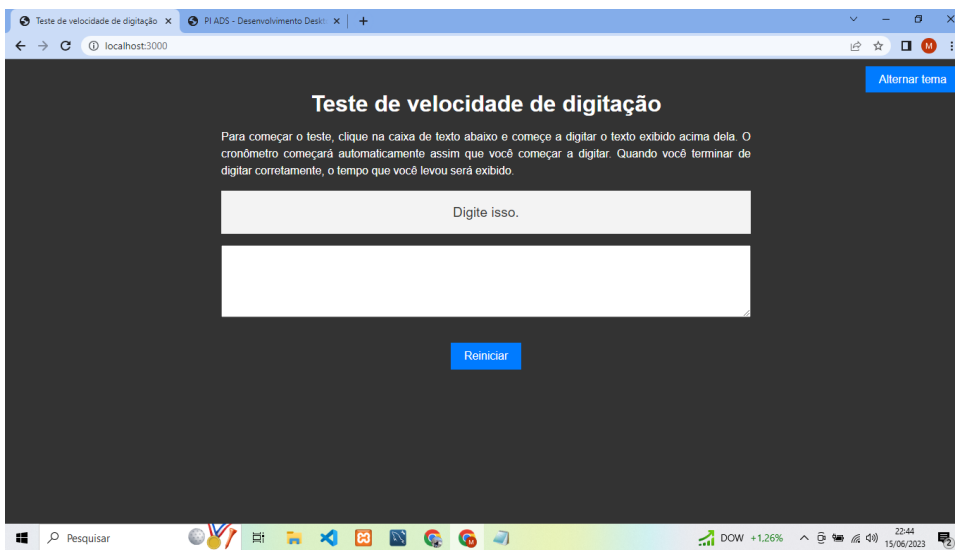 Teste de velocidade de digitação
PI ADS - Desenvolvimento Deskt
localhost:3000
M
Alternar tema
Teste de velocidade de digitação
Para começar o teste, clique na caixa de texto abaixo e começe a digitar o texto exibido acima dela. O
cronômetro começará automaticamente assim que você começar a digitar. Quando você terminar de
digitar corretamente, o tempo que você levou será exibido.
Digite isso.
Reiniciar
Pesquisar
DOW +1,26%
22:44
15/06/2023
2